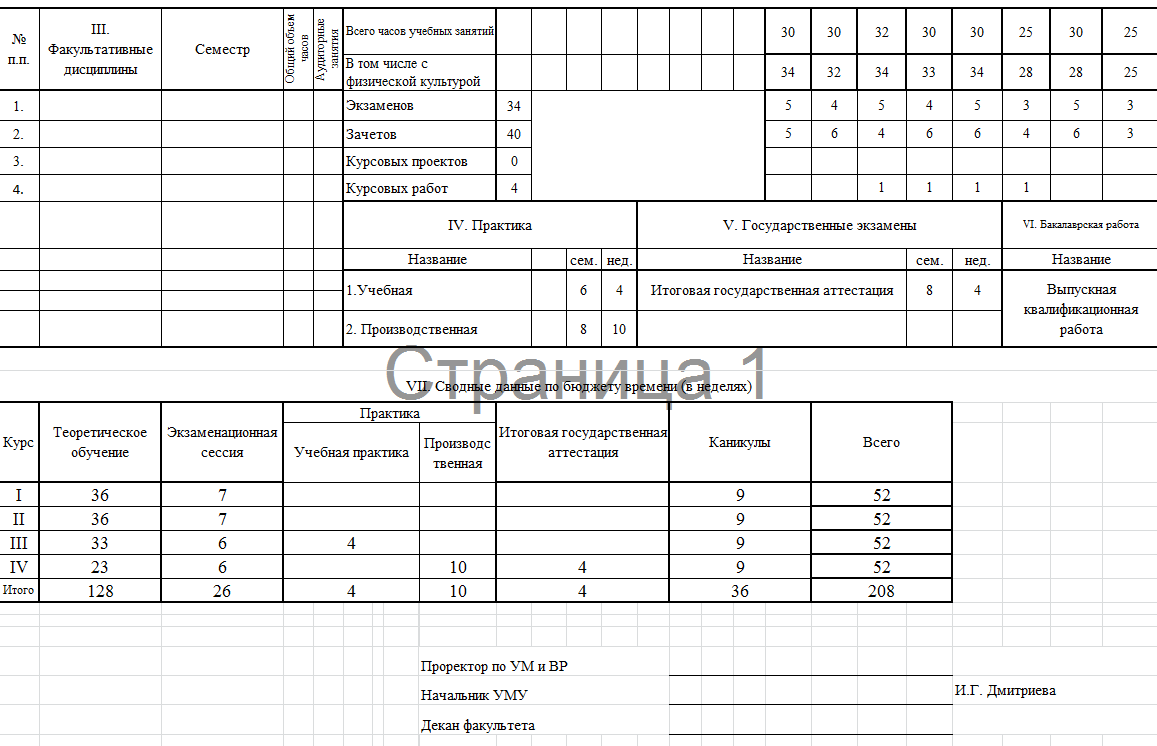 № п.п. III. Факультативные дисциплины Семестр Общий объем часов Аудиторные занятия Всего часов учебных занятий 30 30 32 30 30 25 30 25
В том числе с физической культурой 34 32 34 33 34 28 28 25
1. Экзаменов 34 5 4 5 4 5 3 5 3
2. Зачетов 40 5 6 4 6 6 4 6 3
3. Курсовых проектов 0
4. Курсовых работ 4 1 1 1 1
IV. Практика V. Государственные экзамены VI. Бакалаврская работа
Название сем. нед. Название сем. нед. Название
1.Учебная 6 4 Итоговая государственная аттестация 8 4 Выпускная квалификационная работа
2. Производственная 8 10
Страница 1
VII. Сводные данные по бюджету времени (в неделях)
Курс Теоретическое обучение Экзаменационная сессия Практика Итоговая государственная аттестация Каникулы Всего
Учебная практика Производс твенная
I 36 7 9 52
II 36 7 9 52
III 33 6 4 9 52
IV 23 6 10 4 9 52
Итого 128 26 4 10 4 36 208
Проректор по УМ и ВР
Начальник УМУ И.Г. Дмитриева
Декан факультета